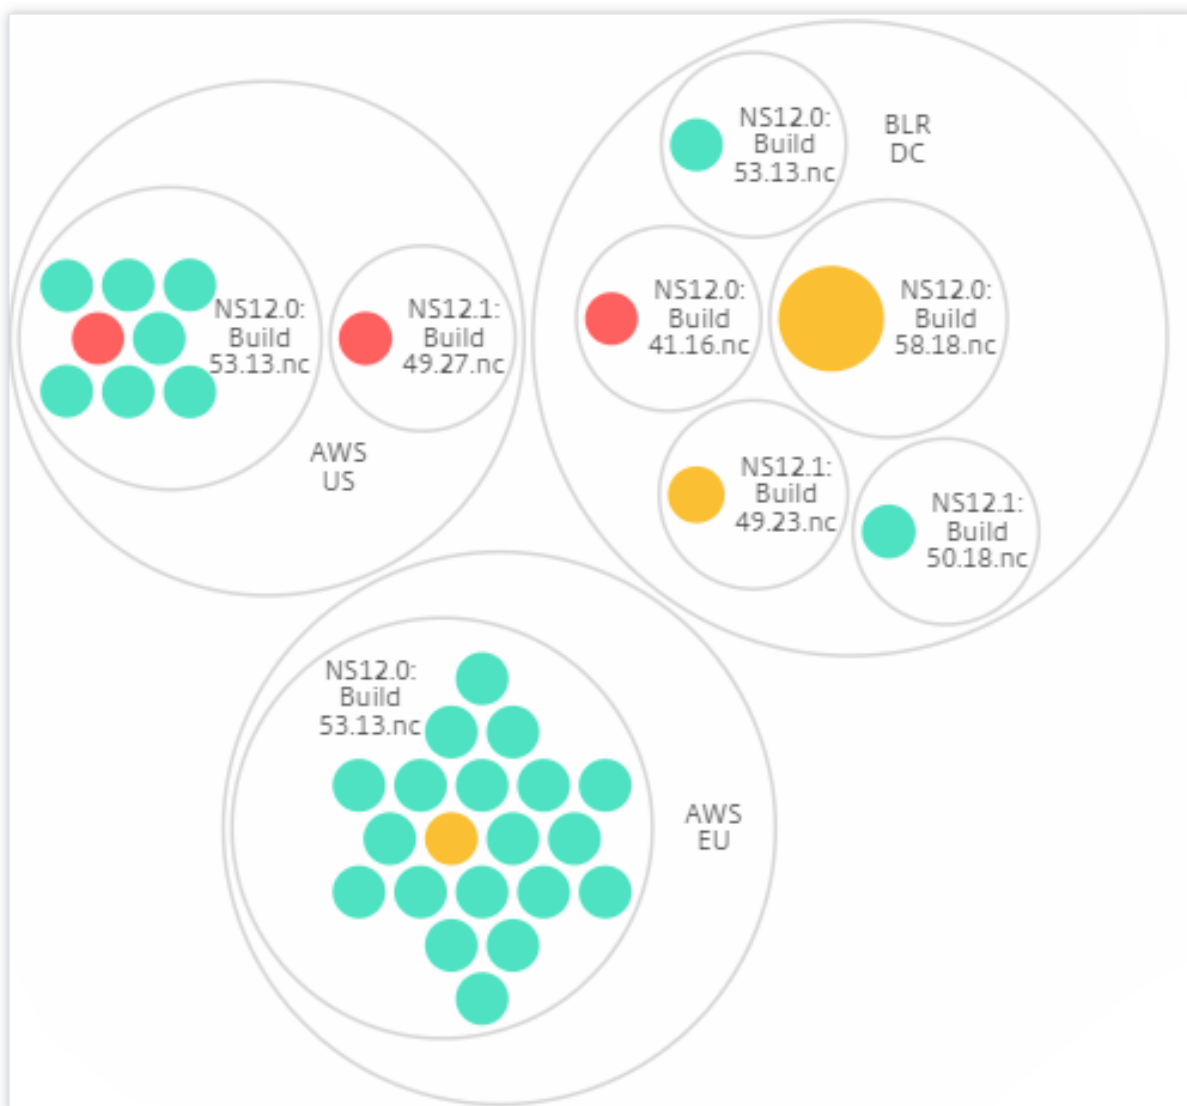 NS12.0:
Build
53.13.nc
NS12.1:
Build
49.27.nc
AWS
US
NS12.0:
Build
53.13.nc
BLR
DC
NS12.0:
Build
41.16.nc
NS12.0:
Build
58.18.nc
NS12.1:
Build
49.23.nc
NS12.1:
Build
50.18.nc
NS12.0:
Build
53.13.nc
AWS
EU